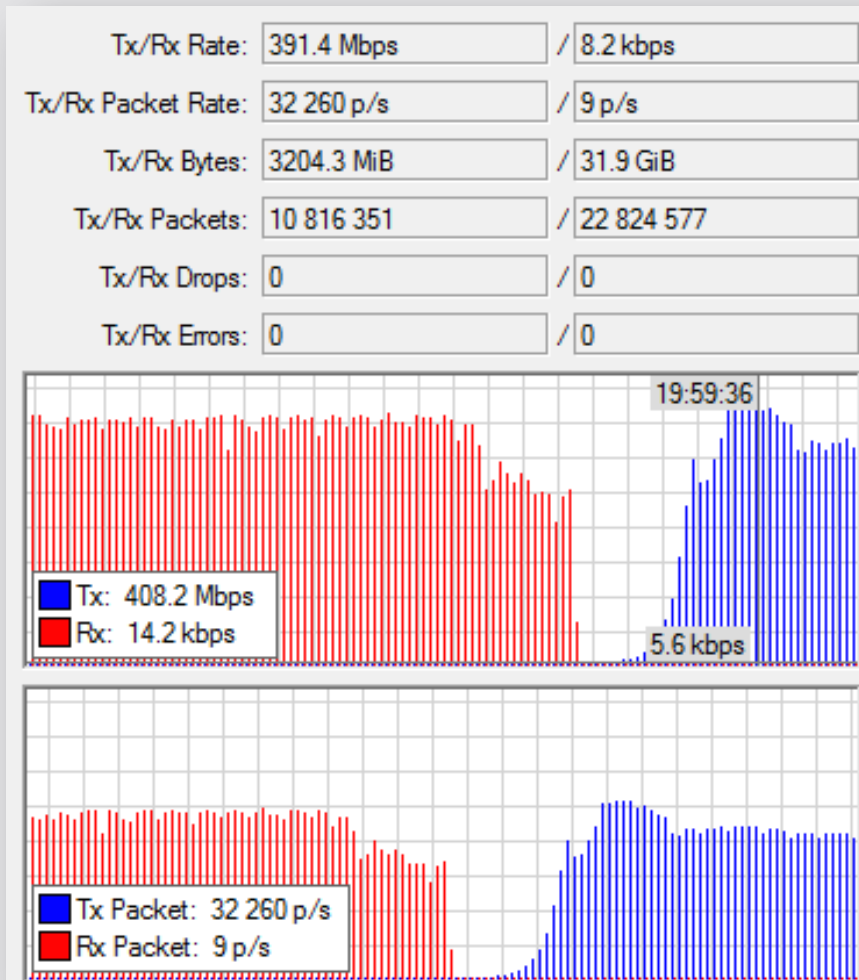 Tx/Rx Rate: 391.4 Mbps / 8.2 kbps
Tx/Rx Packet Rate: 32 260 p/s / 9 p/s
Tx/Rx Bytes: 3204.3 MiB / 31.9 GiB
Tx/Rx Packets: 10 816 351 / 22 824 577
Tx/Rx Drops: 0 / 0
Tx/Rx Errors: 0 / 0
19:59:36
Tx: 408.2 Mbps
Rx: 14.2 kbps
5.6 kbps
Tx Packet: 32 260 p/s
Rx Packet: 9 p/s